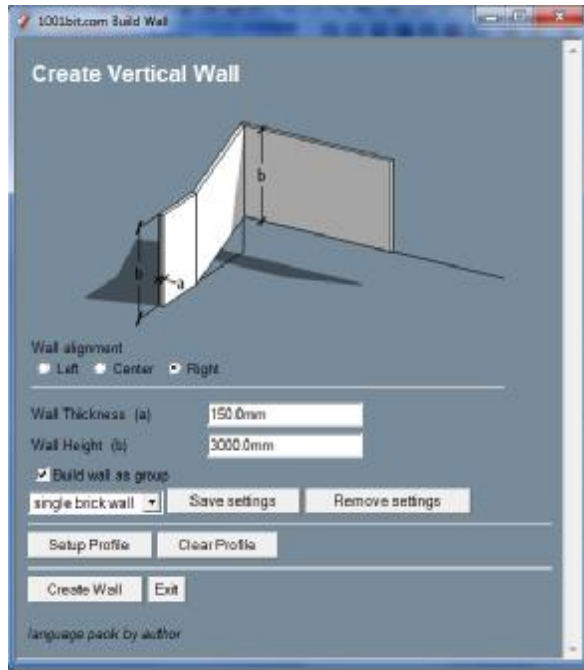 1001bit.com Build Wall
Create Vertical Wall
b
b
a
Wall alignment
Left Center Right
Wall Thickness (a) 150.0mm
Wall Height (b) 3000.0mm
Build wall as group
single brick wall Save settings Remove settings
Setup Profile Clear Profile
Create Wall Exit
language pack by author